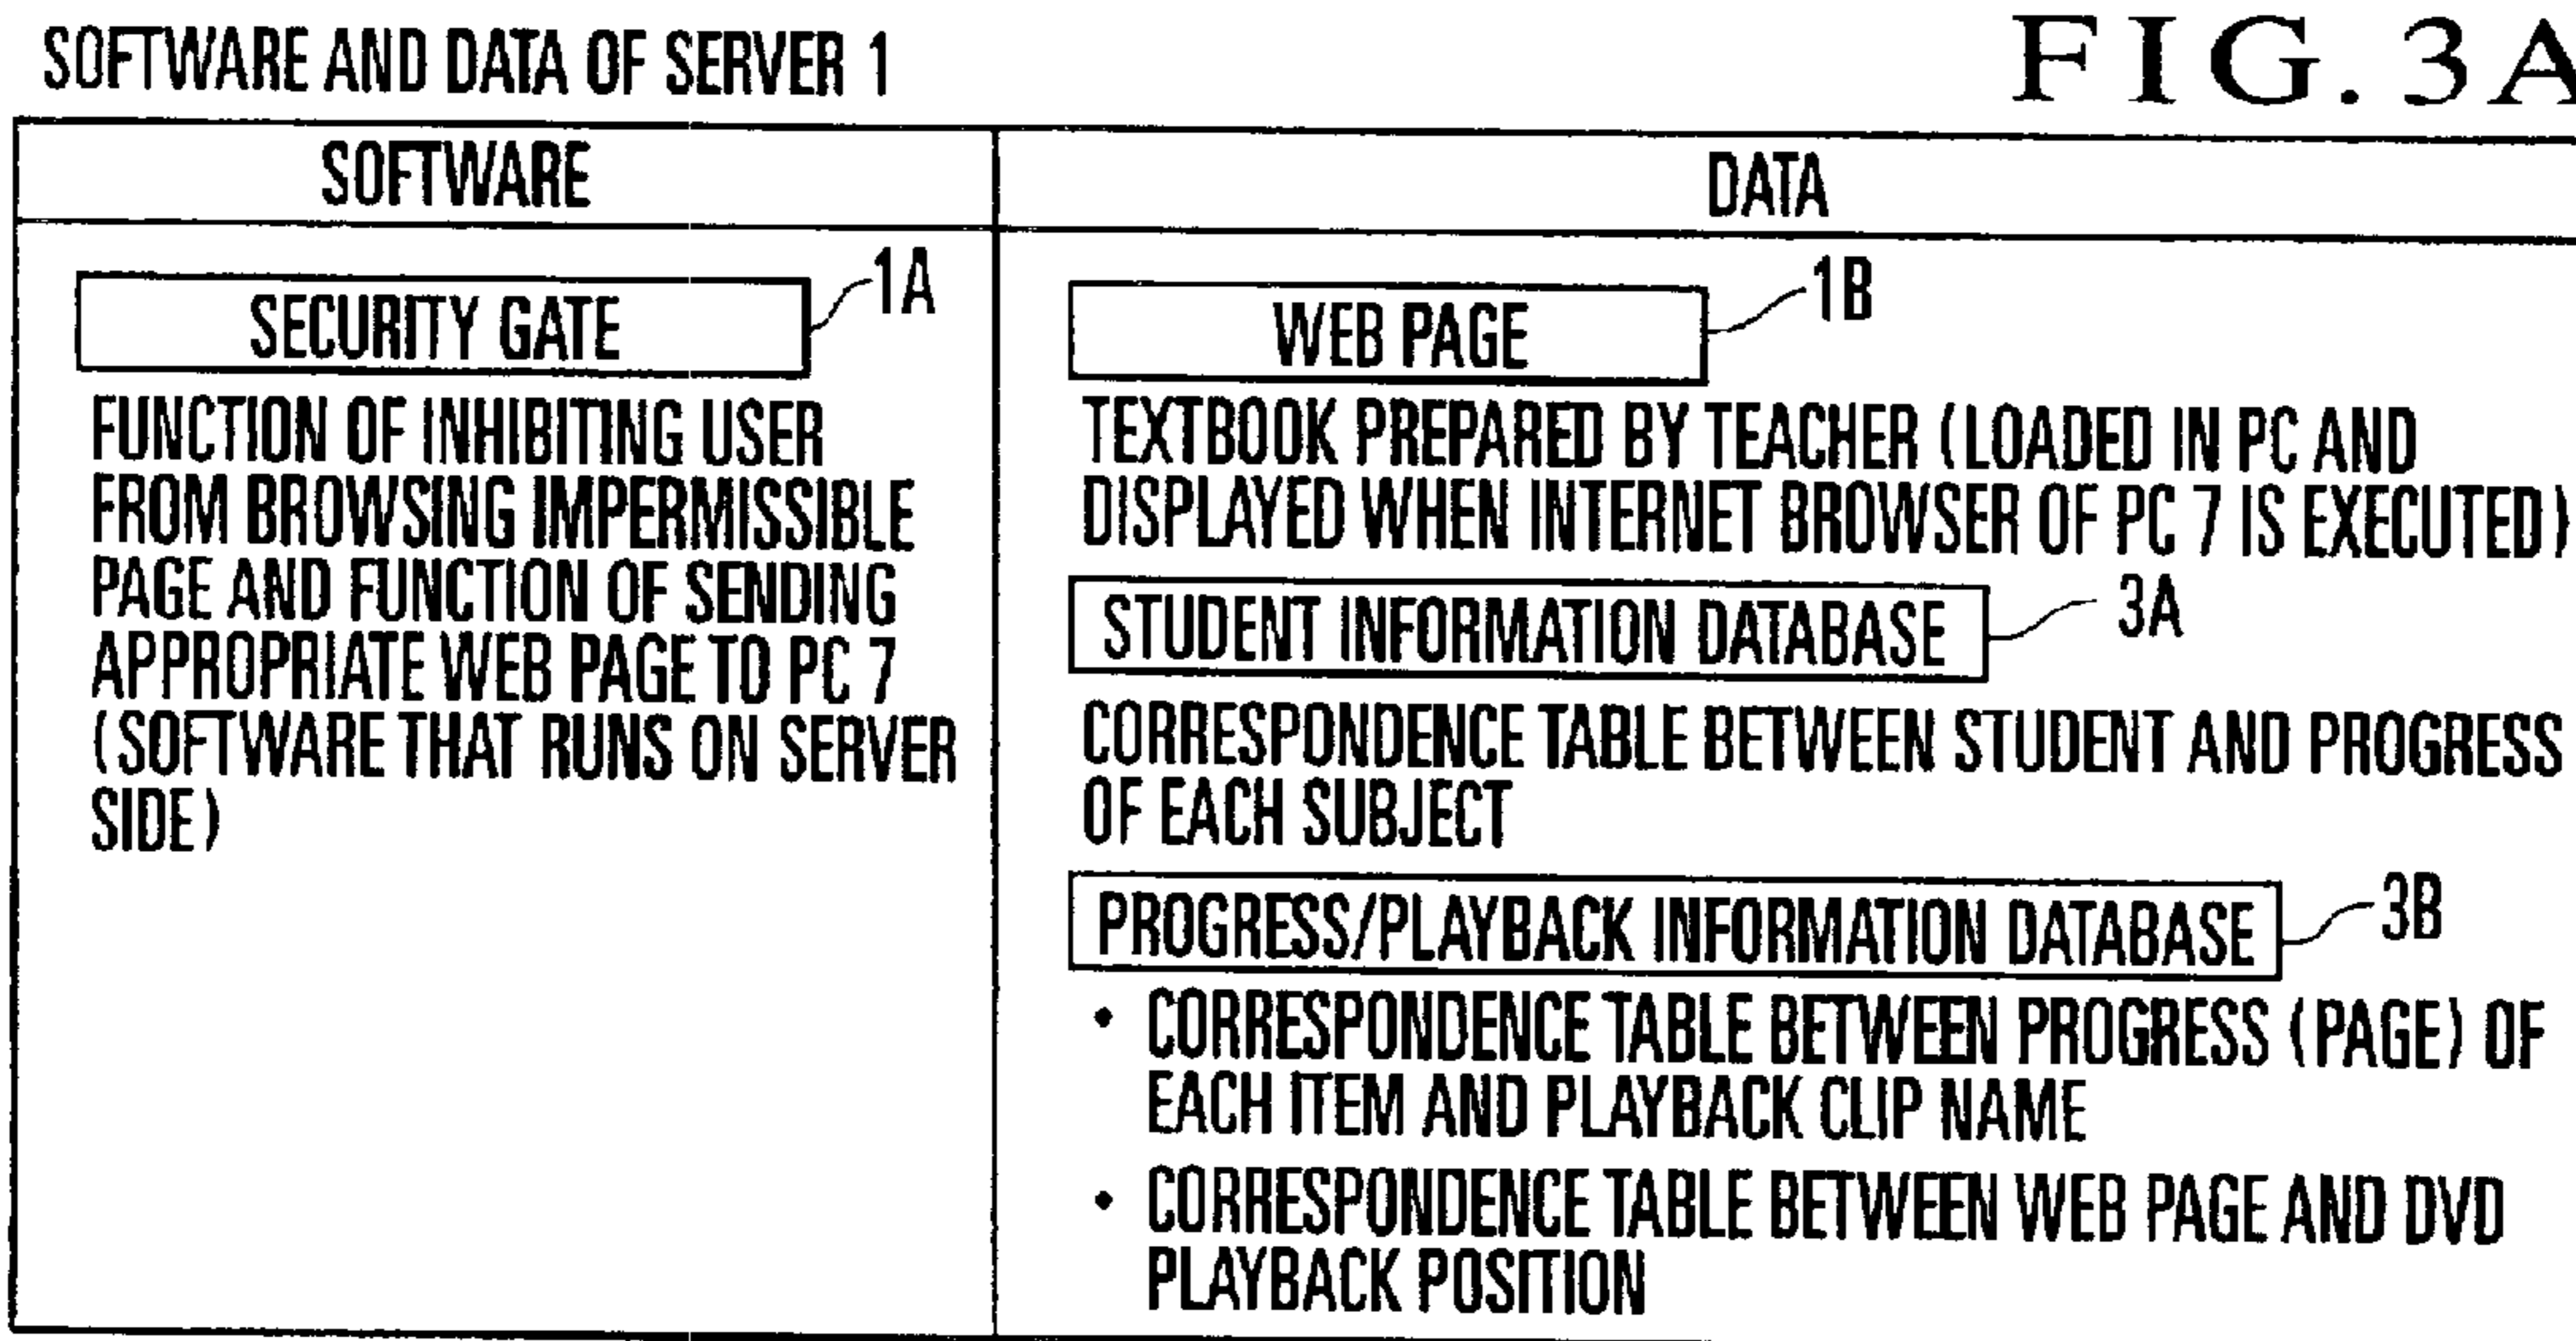 SOFTWARE AND DATA OF SERVER 1
FIG. 3A
SOFTWARE
DATA
SECURITY GATE
1A
FUNCTION OF INHIBITING USER
FROM BROWSING IMPERMISSIBLE
PAGE AND FUNCTION OF SENDING
APPROPRIATE WEB PAGE TO PC 7
(SOFTWARE THAT RUNS ON SERVER
SIDE)
WEB PAGE
1B
TEXTBOOK PREPARED BY TEACHER (LOADED IN PC AND
DISPLAYED WHEN INTERNET BROWSER OF PC 7 IS EXECUTED)
STUDENT INFORMATION DATABASE
3A
CORRESPONDENCE TABLE BETWEEN STUDENT AND PROGRESS
OF EACH SUBJECT
PROGRESS/PLAYBACK INFORMATION DATABASE
3B
• CORRESPONDENCE TABLE BETWEEN PROGRESS (PAGE) OF
EACH ITEM AND PLAYBACK CLIP NAME
• CORRESPONDENCE TABLE BETWEEN WEB PAGE AND DVD
PLAYBACK POSITION